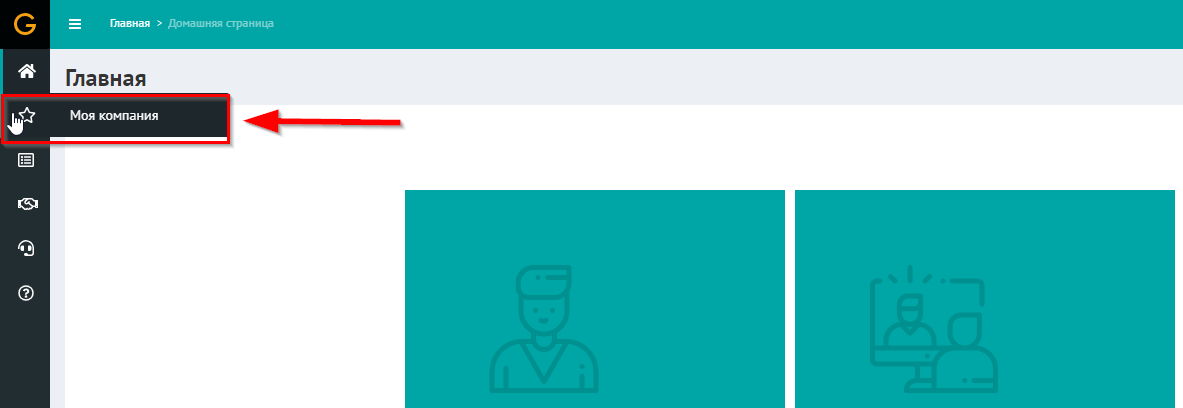 Главная > Домашняя страница
Главная
Моя компания